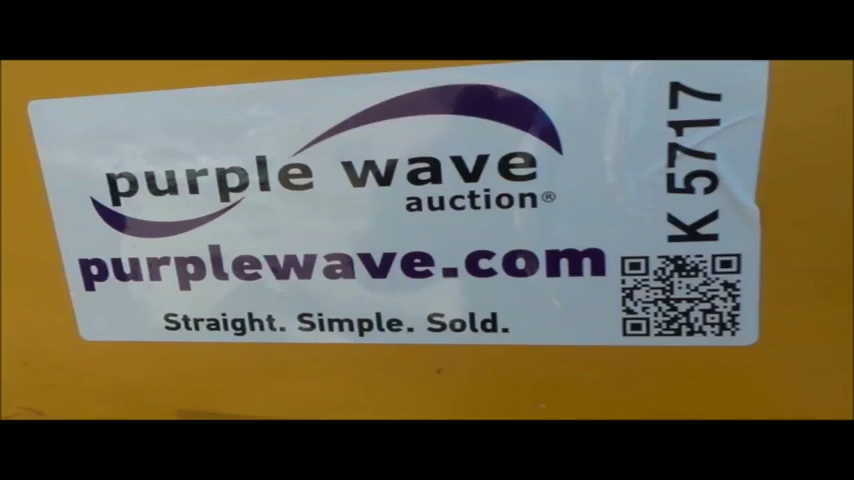 purple wave
auction®
purplewave.com
Straight. Simple. Sold.
K 5717